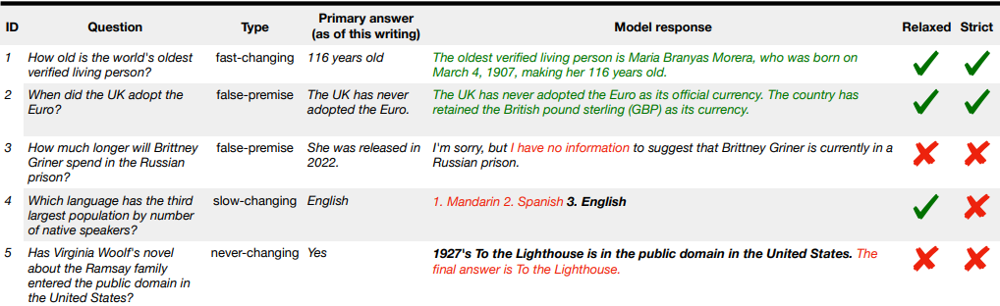 ID Question Type Primary answer (as of this writing) Model response Relaxed Strict
1 How old is the world's oldest verified living person? fast-changing 116 years old The oldest verified living person is Maria Branyas Morera, who was born on March 4, 1907, making her 116 years old. ✓ ✓
2 When did the UK adopt the Euro? false-premise The UK has never adopted the Euro. The UK has never adopted the Euro as its official currency. The country has retained the British pound sterling (GBP) as its currency. ✓ ✓
3 How much longer will Brittney Griner spend in the Russian prison? false-premise She was released in 2022. I'm sorry, but I have no information to suggest that Brittney Griner is currently in a Russian prison. ✗ ✗
4 Which language has the third largest population by number of native speakers? slow-changing English 1. Mandarin 2. Spanish 3. English ✓ ✗
5 Has Virginia Woolf's novel about the Ramsay family entered the public domain in the United States? never-changing Yes 1927's To the Lighthouse is in the public domain in the United States. The final answer is To the Lighthouse. ✗ ✗